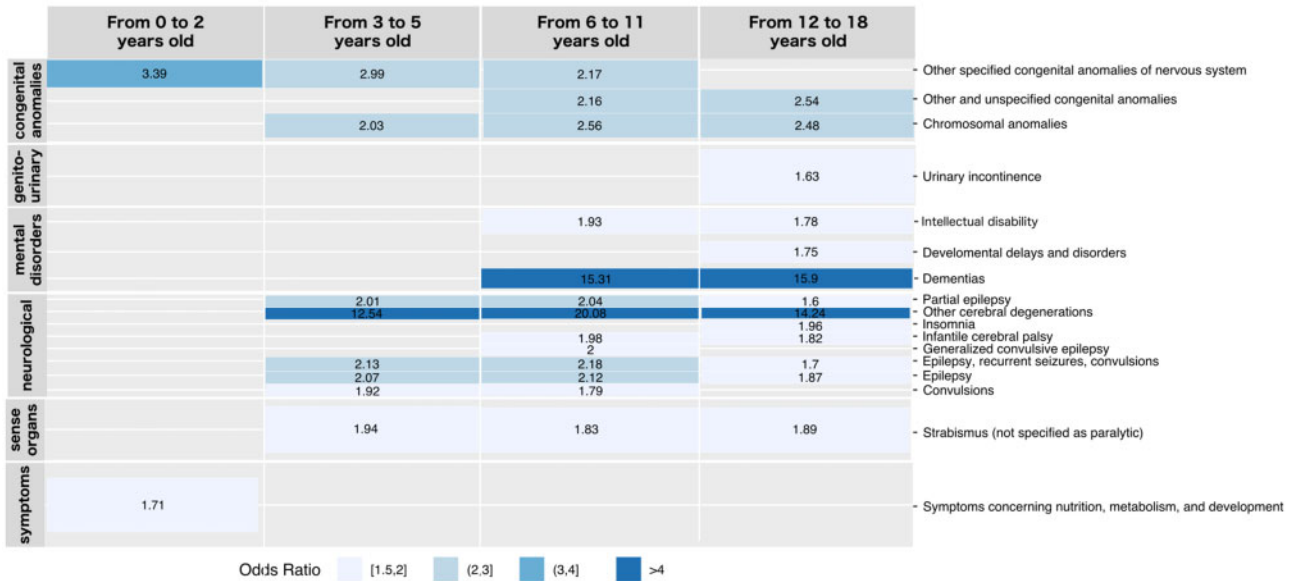 From 0 to 2
years old
From 3 to 5
years old
From 6 to 11
years old
From 12 to 18
years old
congenital
anomalies
3.39
2.99
2.17
Other specified congenital anomalies of nervous system
2.16
2.54
Other and unspecified congenital anomalies
2.03
2.56
2.48
Chromosomal anomalies
genito-
urinary
1.63
Urinary incontinence
mental
disorders
1.93
1.78
Intellectual disability
1.75
Develomental delays and disorders
15.31
15.9
Dementias
neurological
2.01
2.04
1.6
Partial epilepsy
12.54
20.08
14.24
Other cerebral degenerations
1.96
Insomnia
1.98
1.82
Infantile cerebral palsy
2
Generalized convulsive epilepsy
2.13
2.18
1.7
Epilepsy, recurrent seizures, convulsions
2.07
2.12
1.87
Epilepsy
1.92
1.79
Convulsions
sense
organs
1.94
1.83
1.89
Strabismus (not specified as paralytic)
symptoms
1.71
Symptoms concerning nutrition, metabolism, and development
Odds Ratio
[1.5,2]
(2,3]
(3,4]
>4